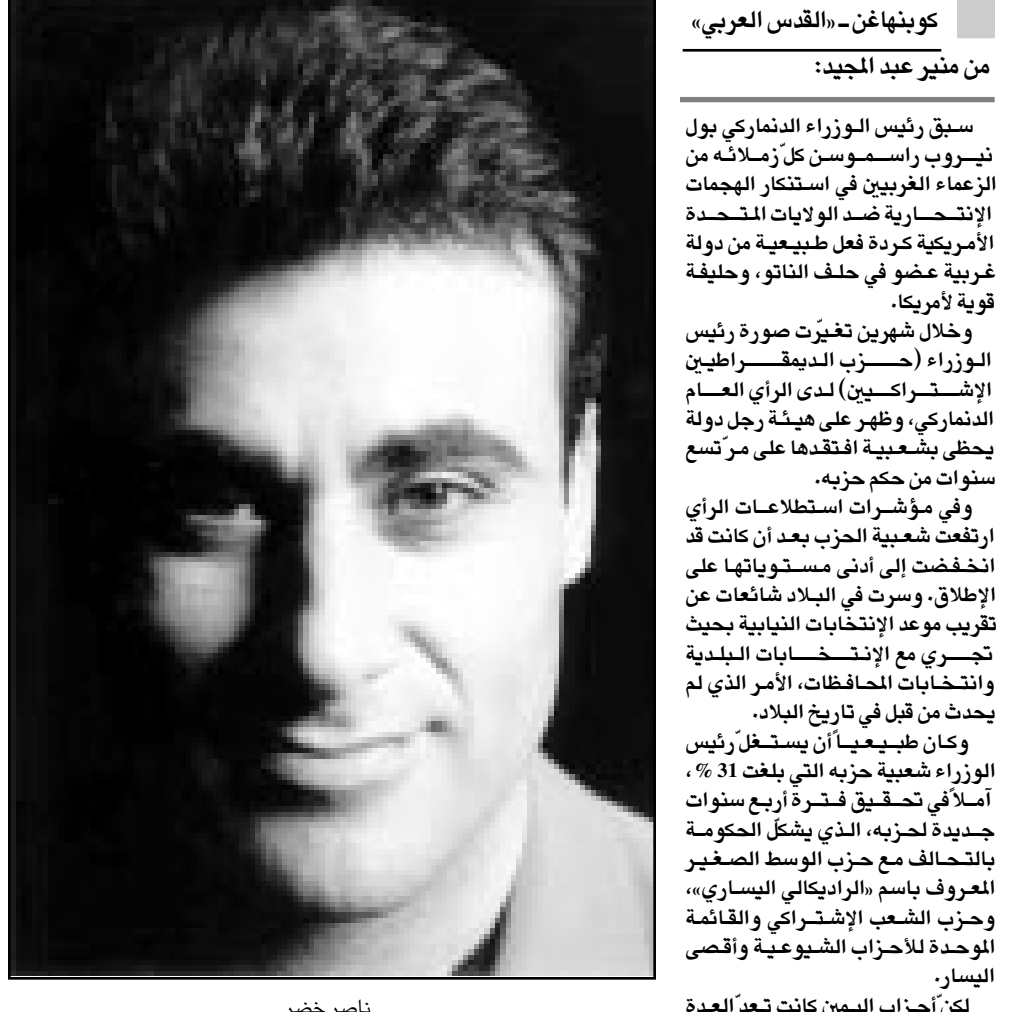 كوبنهاغن ـ «القدس العربي»
من منير عبد المجيد:
سبق رئيس الوزراء الدنماركي بول
نيروب راسموسن كلّ زملائه من
الزعماء الغربيين في استنكار الهجمات
الإنتحارية ضد الولايات المتحدة
الأمريكية كردة فعل طبيعية من دولة
غربية عضو في حلف الناتو، وحليفة
قوية لأمريكا.
وخلال شهرين تغيّرت صورة رئيس
الوزراء (حزب الديمقراطيين
الإشتراكيين) لدى الرأي العام
الدنماركي، وظهر على هيئة رجل دولة
يحظى بشعبية افتقدها على مرّ تسع
سنوات من حكم حزبه.
وفي مؤشرات استطلاعات الرأي
ارتفعت شعبية الحزب بعد أن كانت قد
انخفضت إلى أدنى مستوياتها على
الإطلاق. وسرت في البلاد شائعات عن
تقريب موعد الإنتخابات النيابية بحيث
تجري مع الإنتخابات البلدية
وانتخابات المحافظات، الأمر الذي لم
يحدث من قبل في تاريخ البلاد.
وكان طبيعياً أن يستغلّ رئيس
الوزراء شعبية حزبه التي بلغت 31 %،
آملاً في تحقيق فترة أربع سنوات
جديدة لحزبه، الذي يشكّل الحكومة
بالتحالف مع حزب الوسط الصغير
المعروف باسم «الراديكالي اليساري»،
وحزب الشعب الإشتراكي والقائمة
الموحدة للأحزاب الشيوعية وأقصى
اليسار.
لكنّ أحزاب اليمين كانت تعدّ العدة
ناصر خضر